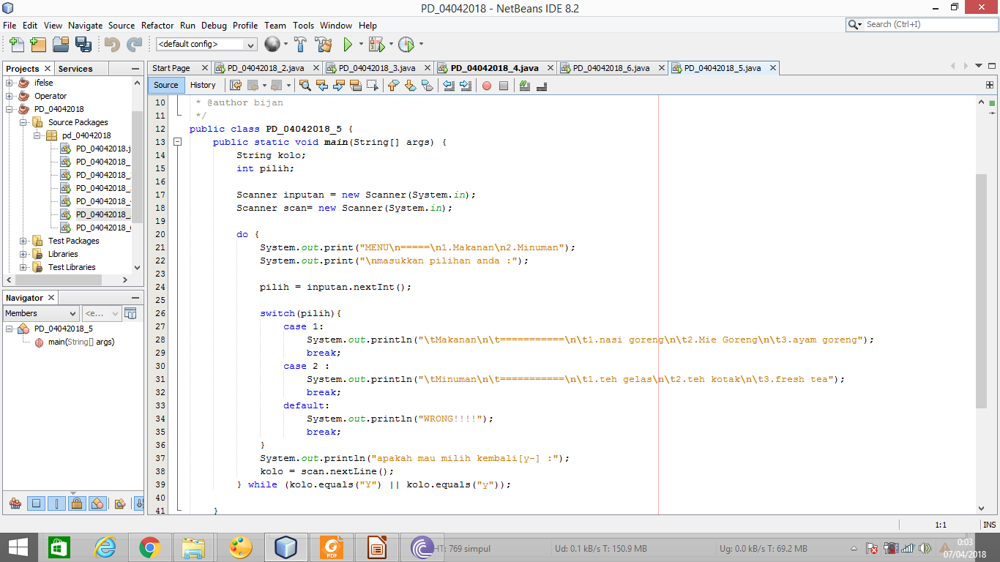 PD_04042018 - NetBeans IDE 8.2
File Edit View Navigate Source Refactor Run Debug Profile Team Tools Window Help
Search (Ctrl+I)
<default config>
Projects
Services
Start Page
PD_04042018_2.java
PD_04042018_3.java
PD_04042018_4.java
PD_04042018_6.java
PD_04042018_5.java
Source
History
ifelse
Operator
PD_04042018
Source Packages
pd_04042018
PD_04042018.j
PD_04042018_
PD_04042018_
PD_04042018_
PD_04042018_
PD_04042018_
PD_04042018_
Test Packages
Libraries
Test Libraries
Navigator
Members
<e...
PD_04042018_5
main(String[] args)
10 * @author bijan
11 */
12 public class PD_04042018_5 {
13 public static void main(String[] args) {
14 String kolo;
15 int pilih;
16
17 Scanner inputan = new Scanner(System.in);
18 Scanner scan= new Scanner(System.in);
19
20 do {
21 System.out.print("MENU\n=====\n1.Makanan\n2.Minuman");
22 System.out.print("\nmasukkan pilihan anda :");
23
24 pilih = inputan.nextInt();
25
26 switch(pilih){
27 case 1:
28 System.out.println("\tMakanan\n\t===========\n\t1.nasi goreng\n\t2.Mie Goreng\n\t3.ayam goreng");
29 break;
30 case 2 :
31 System.out.println("\tMinuman\n\t===========\n\t1.teh gelas\n\t2.teh kotak\n\t3.fresh tea");
32 break;
33 default:
34 System.out.println("WRONG!!!!");
35 break;
36 }
37 System.out.println("apakah mau milih kembali[y-] :");
38 kolo = scan.nextLine();
39 } while (kolo.equals("Y") || kolo.equals("y"));
40
41 }
1:1
INS
HT: 769 simpul
Ud: 0.1 kB/s T: 150.9 MB
Ug: 0.0 kB/s T: 69.2 MB
PDF
0:03
07/04/2018